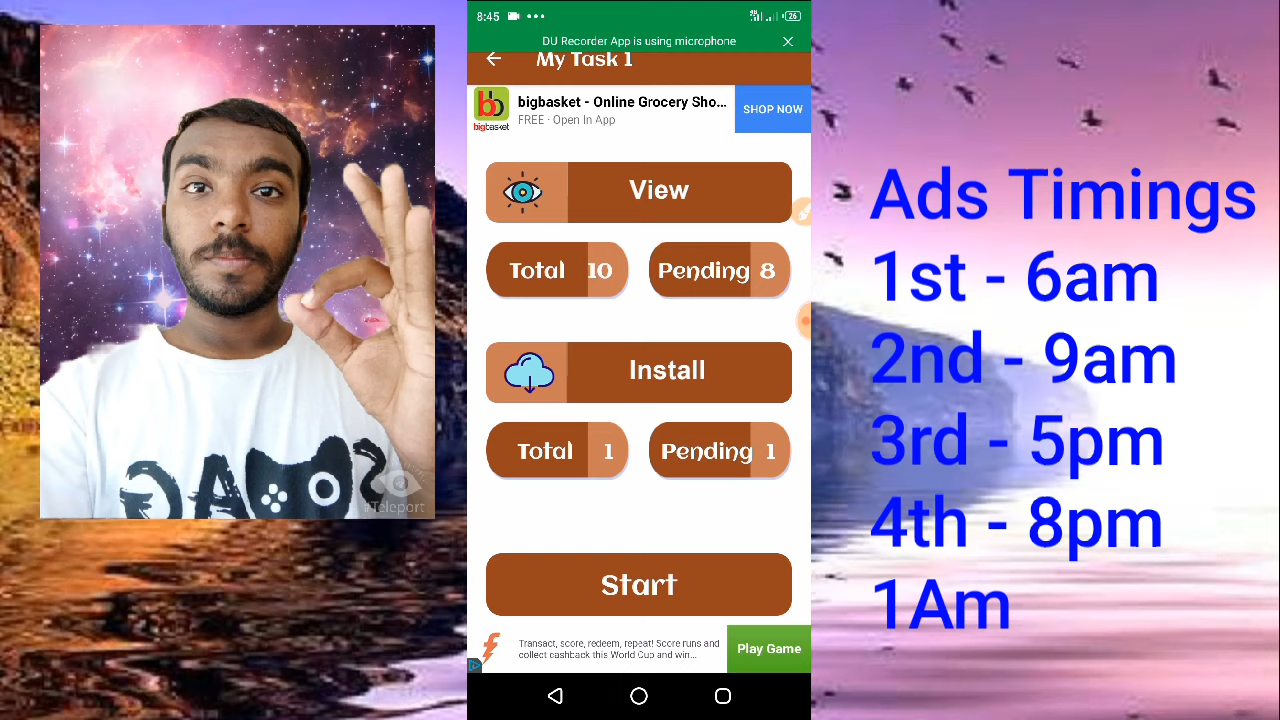 8:45
26
DU Recorder App is using microphone
My Task 1
bigbasket - Online Grocery Sho...
FREE · Open In App
SHOP NOW
bb
bigbasket
View
Total 10
Pending 8
Install
Total 1
Pending 1
Start
Transact, score, redeem, repeat! Score runs and
collect cashback this World Cup and win...
Play Game
#Teleport
Ads Timings
1st - 6am
2nd - 9am
3rd - 5pm
4th - 8pm
1Am